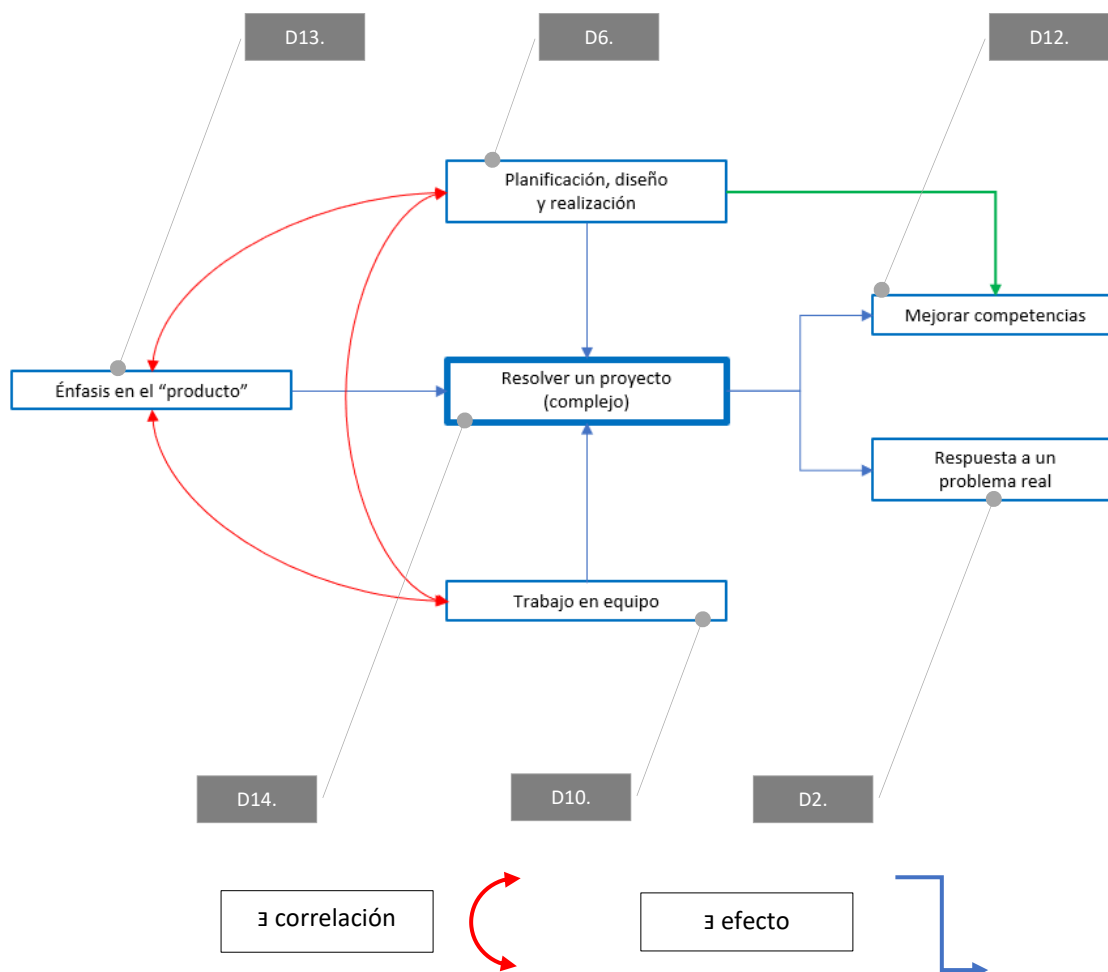 D13.
D6.
D12.
Planificación, diseño
y realización
Mejorar competencias
Énfasis en el “producto”
Resolver un proyecto
(complejo)
Respuesta a un
problema real
Trabajo en equipo
D14.
D10.
D2.
∃ correlación
∃ efecto